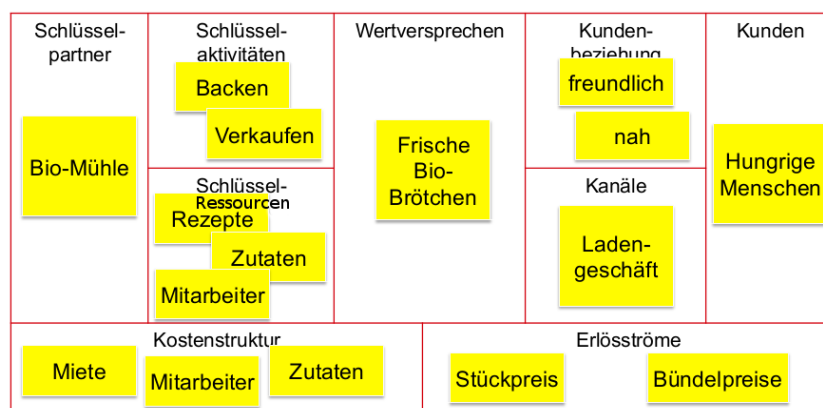 Schlüssel-
partner
Bio-Mühle
Schlüssel-
aktivitäten
Backen
Verkaufen
Schlüssel-
Ressourcen
Rezepte
Zutaten
Mitarbeiter
Wertversprechen
Frische
Bio-
Brötchen
Kunden-
beziehung
freundlich
nah
Kanäle
Laden-
geschäft
Kunden
Hungrige
Menschen
Kostenstruktur
Miete
Mitarbeiter
Zutaten
Erlösströme
Stückpreis
Bündelpreise